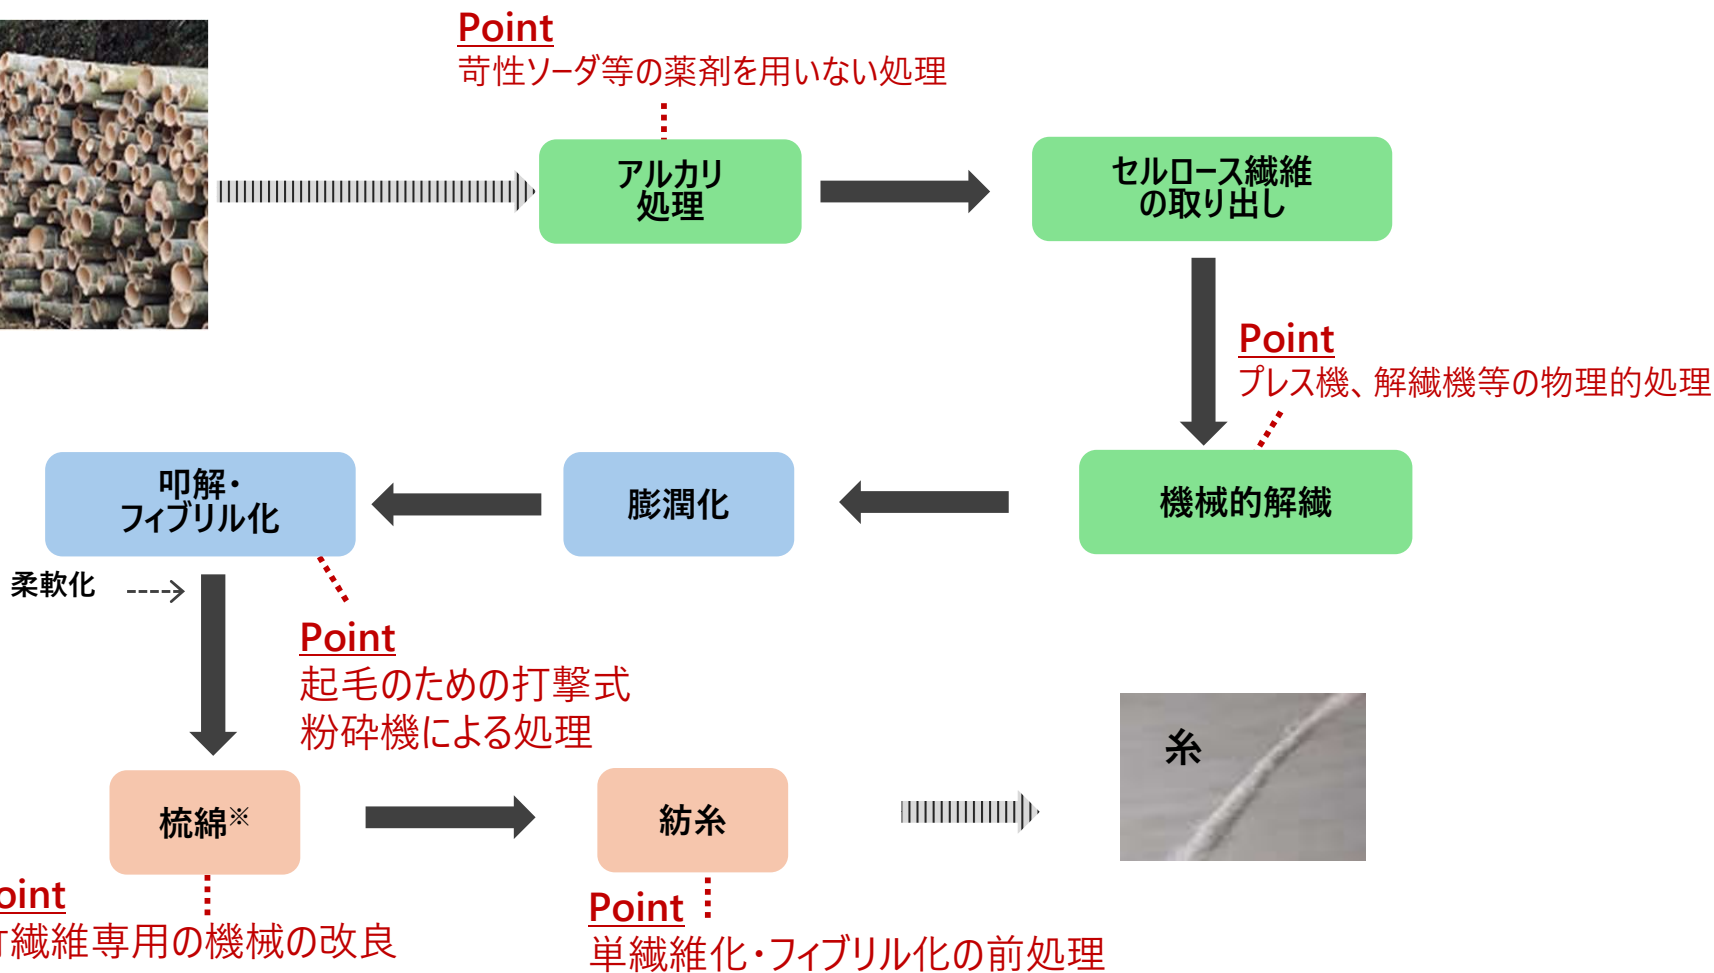 Point
苛性ソーダ等の薬剤を用いない処理
アルカリ
処理
セルロース繊維
の取り出し
Point
プレス機、解繊機等の物理的処理
機械的解繊
膨潤化
叩解・
フィブリル化
柔軟化
Point
起毛のための打撃式
粉砕機による処理
梳綿※
紡糸
糸
oint
繊維専用の機械の改良
Point
単繊維化・フィブリル化の前処理